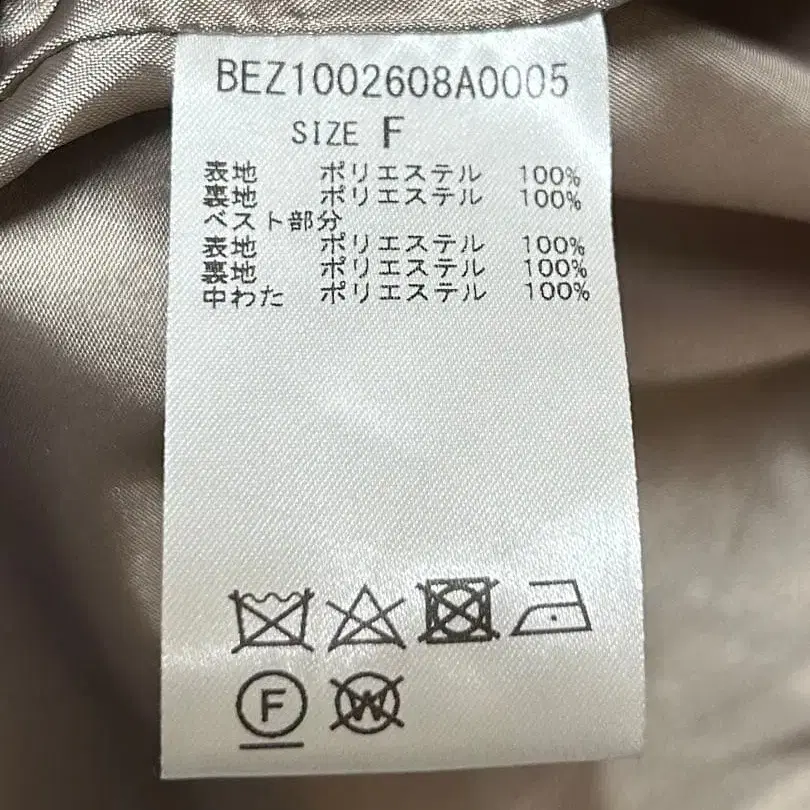 BEZ1002608A0005
SIZE F
表地 ポリエステル 100%
裏地 ポリエステル 100%
ベスト部分
表地 ポリエステル 100%
裏地 ポリエステル 100%
中わた ポリエステル 100%
F
W